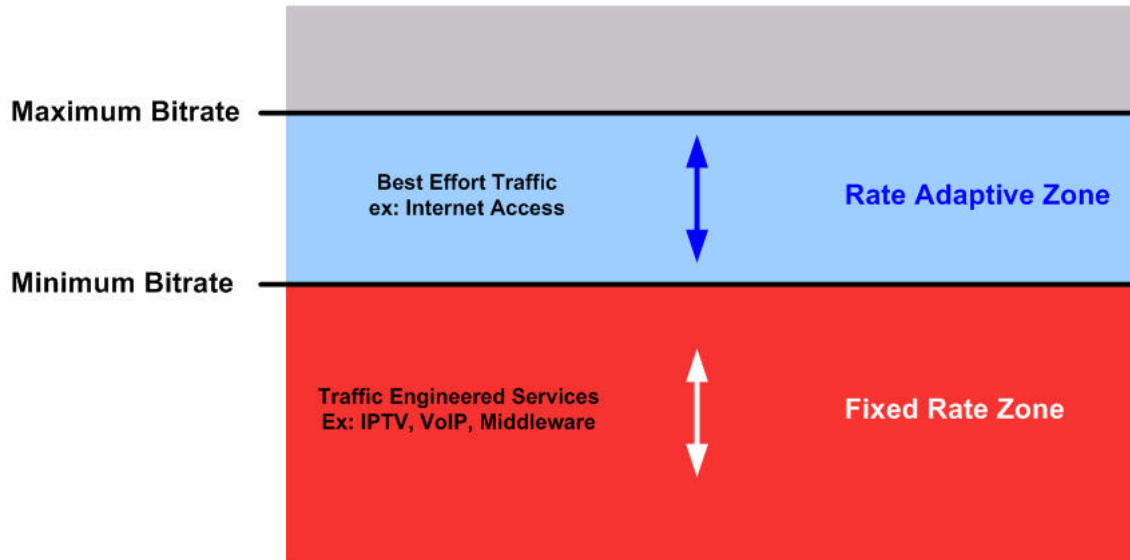 Maximum Bitrate
Best Effort Traffic
ex: Internet Access
Rate Adaptive Zone
Minimum Bitrate
Traffic Engineered Services
Ex: IPTV, VoIP, Middleware
Fixed Rate Zone